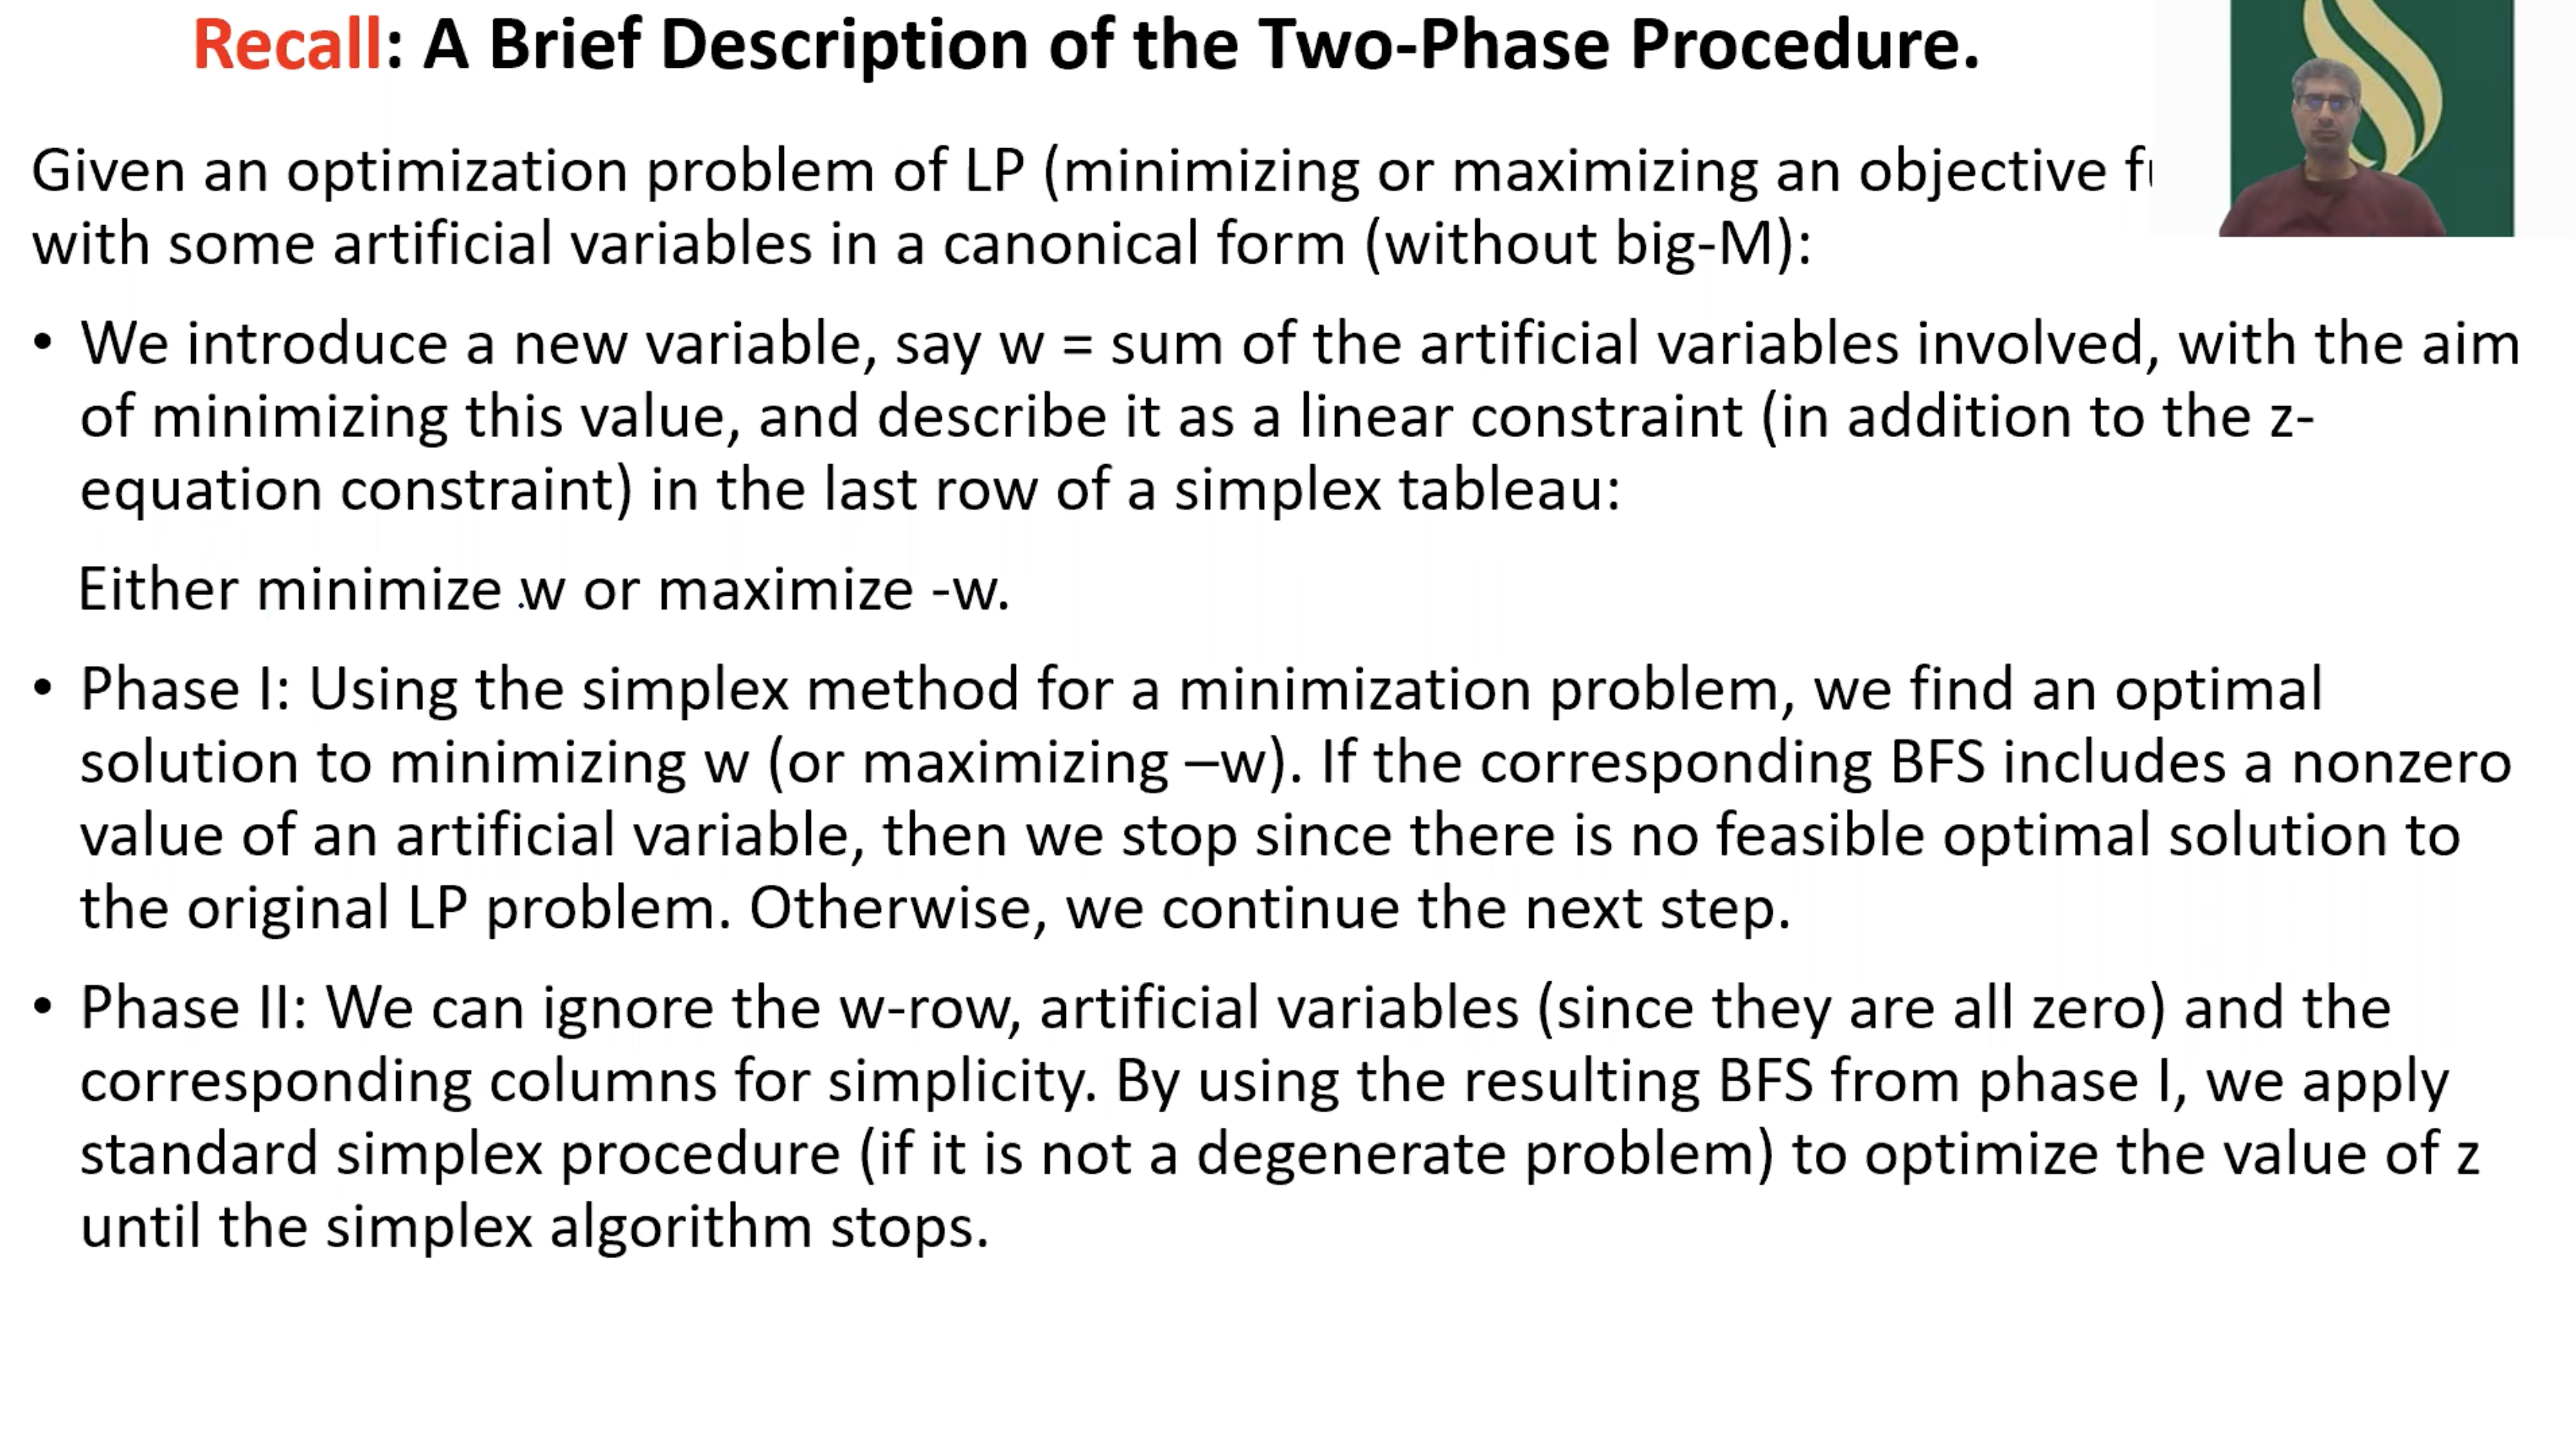 Recall: A Brief Description of the Two-Phase Procedure.
Given an optimization problem of LP (minimizing or maximizing an objective
with some artificial variables in a canonical form (without big-M):
• We introduce a new variable, say w = sum of the artificial variables involved, with the aim
of minimizing this value, and describe it as a linear constraint (in addition to the z-
equation constraint) in the last row of a simplex tableau:
Either minimize w or maximize -w.
• Phase I: Using the simplex method for a minimization problem, we find an optimal
solution to minimizing w (or maximizing –w). If the corresponding BFS includes a nonzero
value of an artificial variable, then we stop since there is no feasible optimal solution to
the original LP problem. Otherwise, we continue the next step.
• Phase II: We can ignore the w-row, artificial variables (since they are all zero) and the
corresponding columns for simplicity. By using the resulting BFS from phase I, we apply
standard simplex procedure (if it is not a degenerate problem) to optimize the value of z
until the simplex algorithm stops.